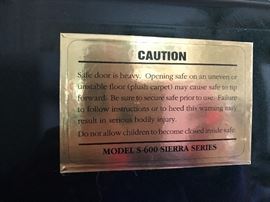 CAUTION
Safe door is heavy. Opening safe on an uneven or
unstable floor (plush carpet) may cause safe to tip
forward. Be sure to secure safe prior to use. Failure
to follow instructions or to heed this warning may
result in serious bodily injury.
Do not allow children to become closed inside safe
MODEL S-600 SIERRA SERIES